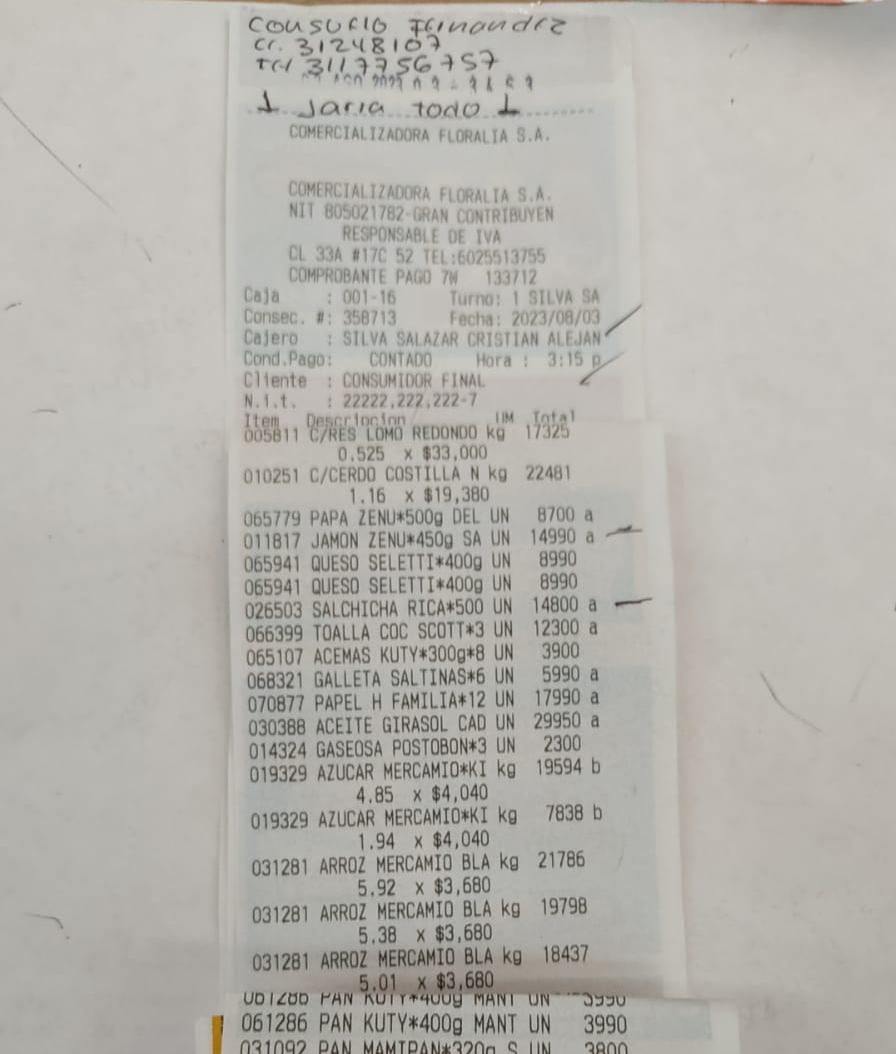 Consuelo Fernandez
cc. 31248107
Tel 3117756757
Jaria todo
COMERCIALIZADORA FLORALIA S.A.
COMERCIALIZADORA FLORALIA S.A.
NIT 805021782-GRAN CONTRIBUYEN
RESPONSABLE DE IVA
CL 33A #17C 52 TEL:6025513755
COMPROBANTE PAGO 7W 133712
Caja : 001-16 Turno: 1 SILVA SA
Consec. #: 358713 Fecha: 2023/08/03
Cajero : SILVA SALAZAR CRISTIAN ALEJAN
Cond.Pago: CONTADO Hora : 3:15 p
Cliente : CONSUMIDOR FINAL
N.i.t. : 22222,222,222-7
Item Descripcion UM Total
005811 C/RES LOMO REDONDO kg 17325
0.525 x $33,000
010251 C/CERDO COSTILLA N kg 22481
1.16 x $19,380
065779 PAPA ZENU*500g DEL UN 8700 a
011817 JAMON ZENU*450g SA UN 14990 a
065941 QUESO SELETTI*400g UN 8990
065941 QUESO SELETTI*400g UN 8990
026503 SALCHICHA RICA*500 UN 14800 a
066399 TOALLA COC SCOTT*3 UN 12300 a
065107 ACEMAS KUTY*300g*8 UN 3900
068321 GALLETA SALTINAS*6 UN 5990 a
070877 PAPEL H FAMILIA*12 UN 17990 a
030388 ACEITE GIRASOL CAD UN 29950 a
014324 GASEOSA POSTOBON*3 UN 2300
019329 AZUCAR MERCAMIO*KI kg 19594 b
4.85 x $4,040
019329 AZUCAR MERCAMIO*KI kg 7838 b
1.94 x $4,040
031281 ARROZ MERCAMIO BLA kg 21786
5.92 x $3,680
031281 ARROZ MERCAMIO BLA kg 19798
5.38 x $3,680
031281 ARROZ MERCAMIO BLA kg 18437
5.01 x $3,680
061286 PAN KUTY*400g MANT UN 3990
061286 PAN KUTY*400g MANT UN 3990
031092 PAN MAMIPAN*320g S UN 3800